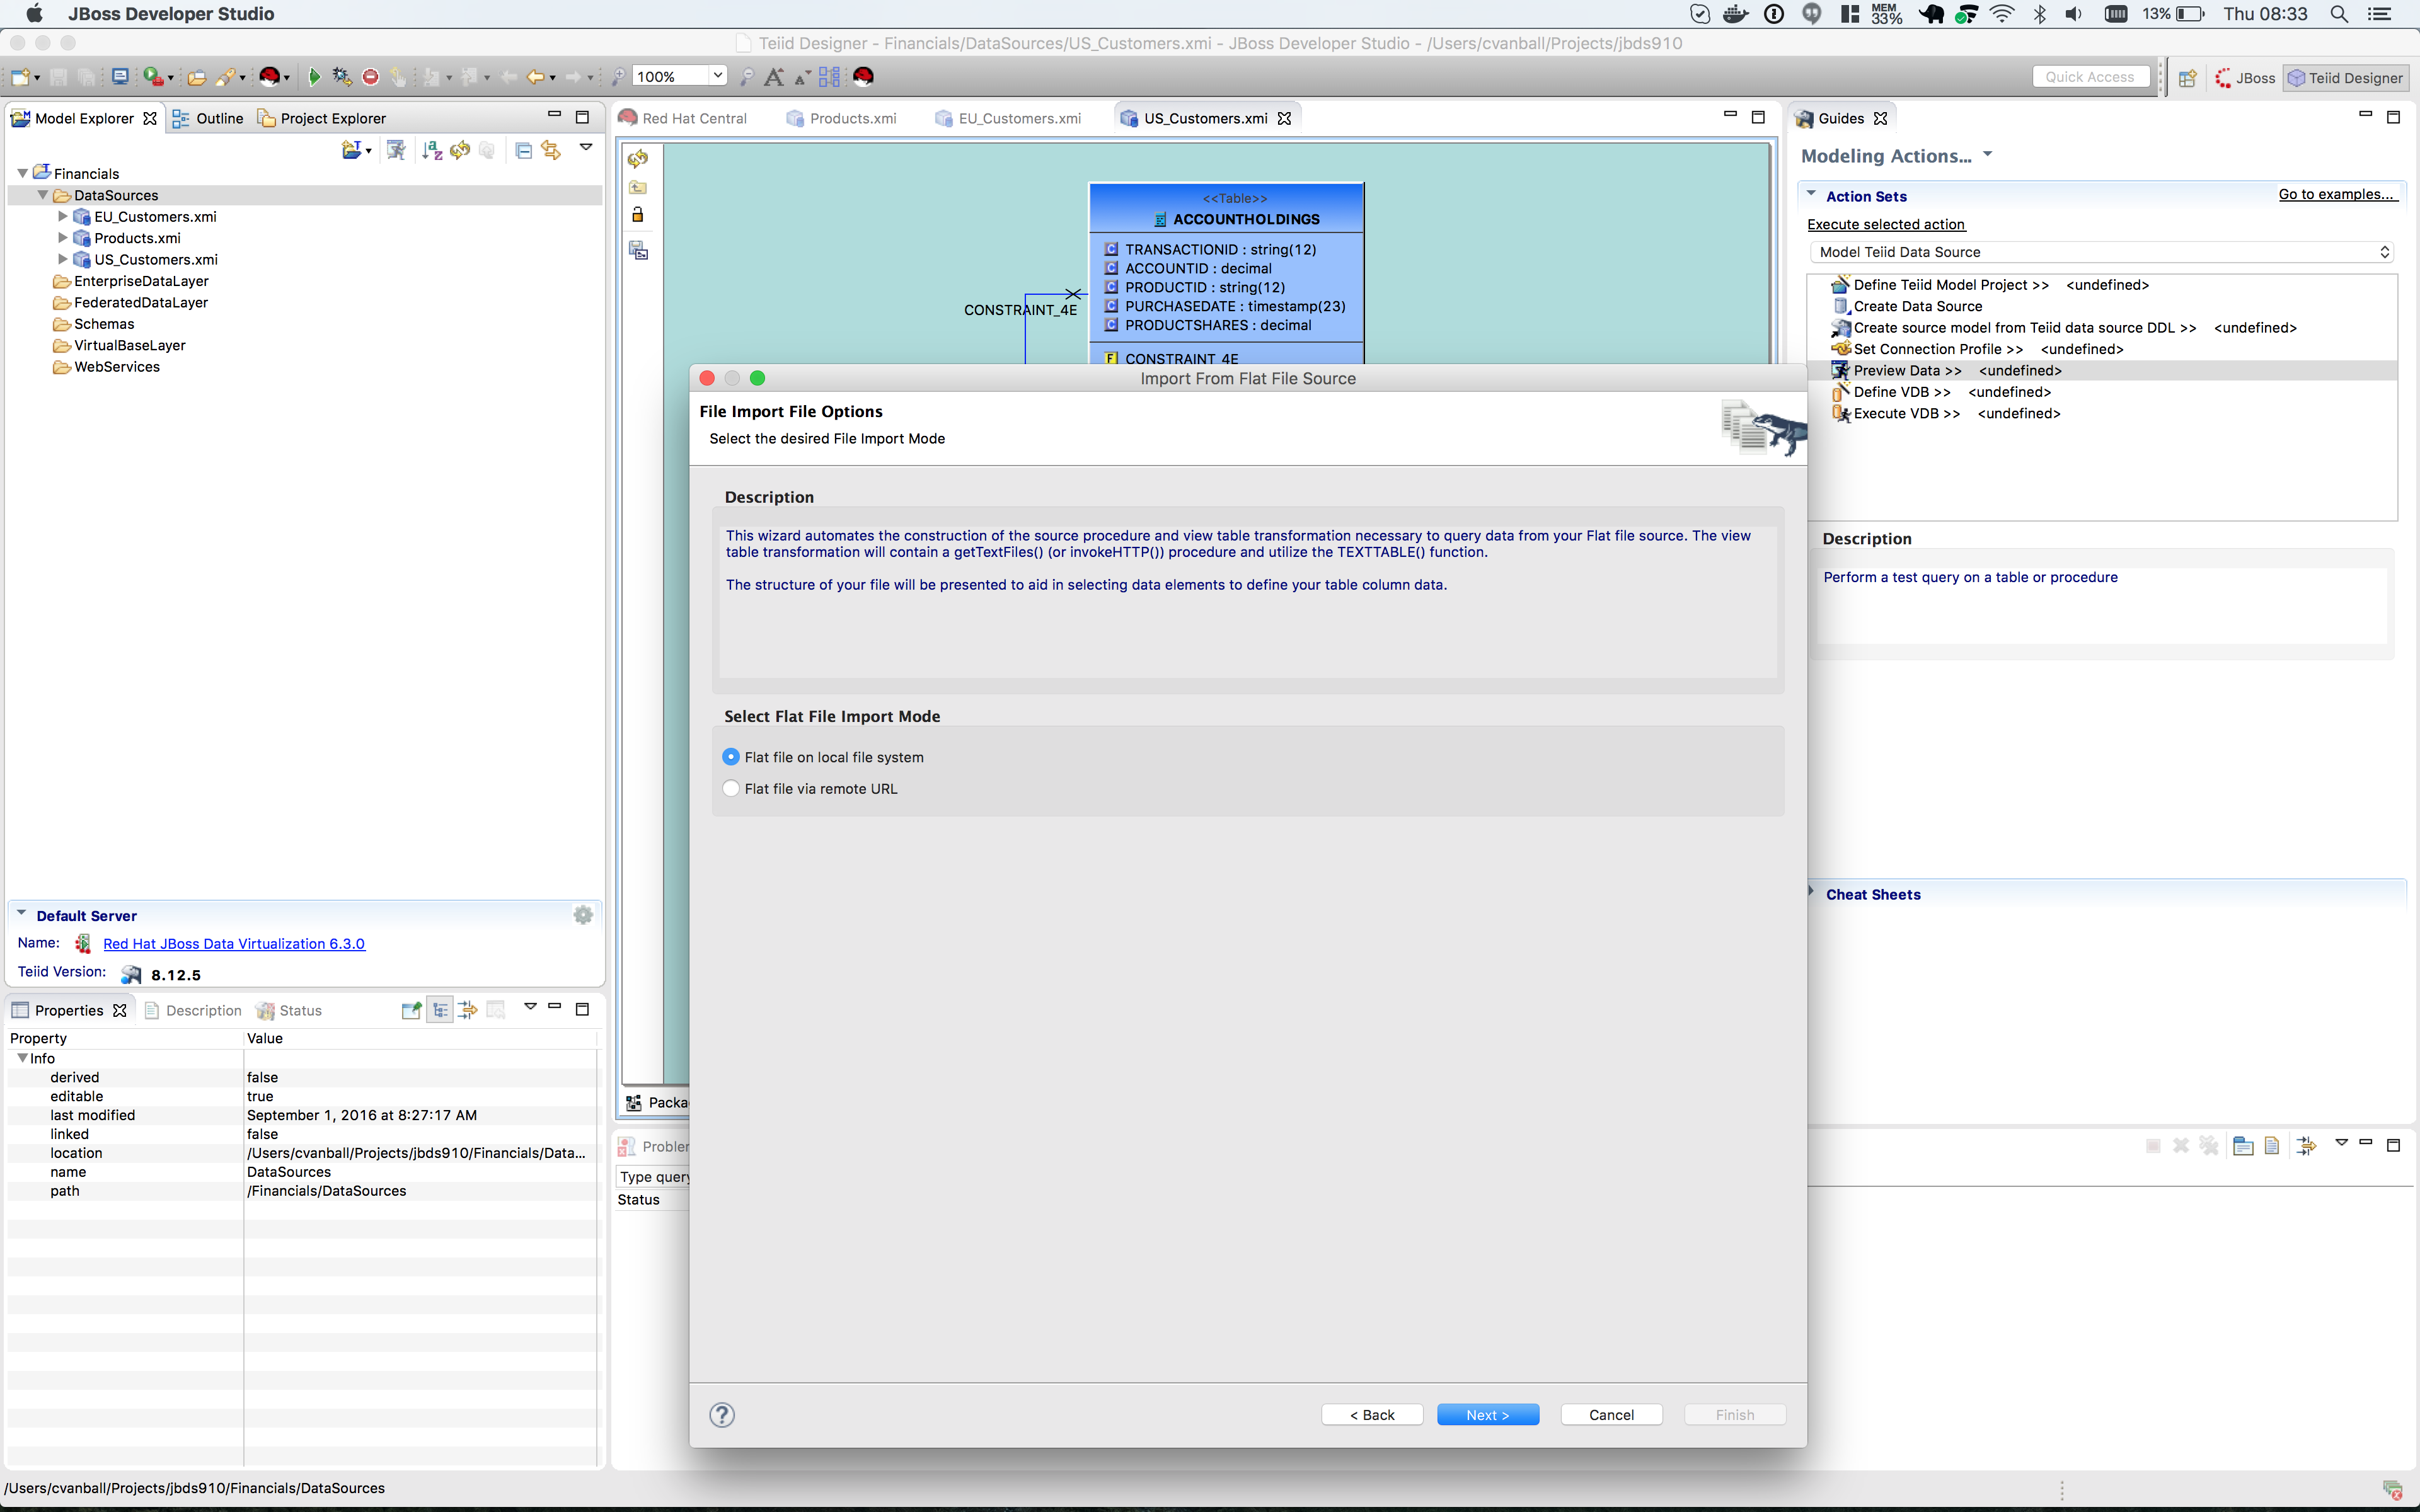 JBoss Developer Studio
MEM
33%
13%
Thu 08:33
Teiid Designer - Financials/DataSources/US_Customers.xmi - JBoss Developer Studio - /Users/cvanball/Projects/jbds910
100%
Quick Access
JBoss
Teiid Designer
Model Explorer
Outline
Project Explorer
Financials
DataSources
EU_Customers.xmi
Products.xmi
US_Customers.xmi
EnterpriseDataLayer
FederatedDataLayer
Schemas
VirtualBaseLayer
WebServices
Default Server
Name: Red Hat JBoss Data Virtualization 6.3.0
Teiid Version: 8.12.5
Properties
Description
Status
Property Value
Info
derived false
editable true
last modified September 1, 2016 at 8:27:17 AM
linked false
location /Users/cvanball/Projects/jbds910/Financials/Data...
name DataSources
path /Financials/DataSources
/Users/cvanball/Projects/jbds910/Financials/DataSources
Red Hat Central
Products.xmi
EU_Customers.xmi
US_Customers.xmi
<<Table>>
ACCOUNTHOLDINGS
TRANSACTIONID : string(12)
ACCOUNTID : decimal
PRODUCTID : string(12)
PURCHASEDATE : timestamp(23)
PRODUCTSHARES : decimal
CONSTRAINT_4E
CONSTRAINT_4E
Packa
Probler
Type query
Status
Import From Flat File Source
File Import File Options
Select the desired File Import Mode
Description
This wizard automates the construction of the source procedure and view table transformation necessary to query data from your Flat file source. The view
table transformation will contain a getTextFiles() (or invokeHTTP()) procedure and utilize the TEXTTABLE() function.
The structure of your file will be presented to aid in selecting data elements to define your table column data.
Select Flat File Import Mode
Flat file on local file system
Flat file via remote URL
?
< Back
Next >
Cancel
Finish
Guides
Modeling Actions...
Action Sets
Go to examples...
Execute selected action
Model Teiid Data Source
Define Teiid Model Project >> <undefined>
Create Data Source
Create source model from Teiid data source DDL >> <undefined>
Set Connection Profile >> <undefined>
Preview Data >> <undefined>
Define VDB >> <undefined>
Execute VDB >> <undefined>
Description
Perform a test query on a table or procedure
Cheat Sheets